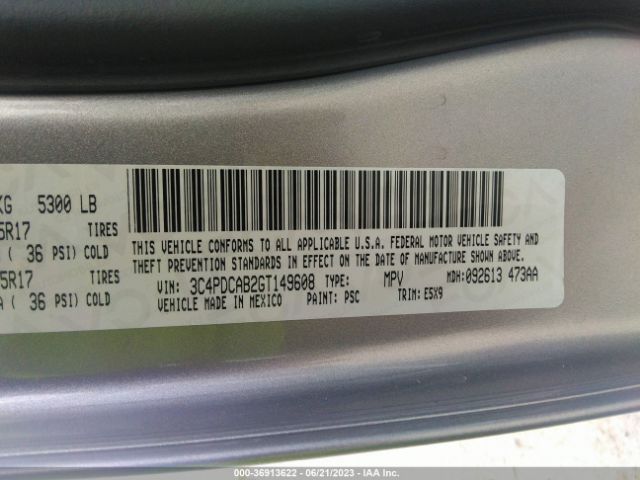 KG 5300 LB
5R17 TIRES
( 36 PSI) COLD
5R17 TIRES
A ( 36 PSI) COLD
THIS VEHICLE CONFORMS TO ALL APPLICABLE U.S.A. FEDERAL MOTOR VEHICLE SAFETY AND
THEFT PREVENTION STANDARDS IN EFFECT ON THE DATE OF MANUFACTURE SHOWN ABOVE.
VIN: 3C4PDCAB2GT149608 TYPE: MPV MDH: 092613 473AA
VEHICLE MADE IN MEXICO PAINT: PSC TRIM: E5X9
000-36913622 - 06/21/2023 - IAA Inc.